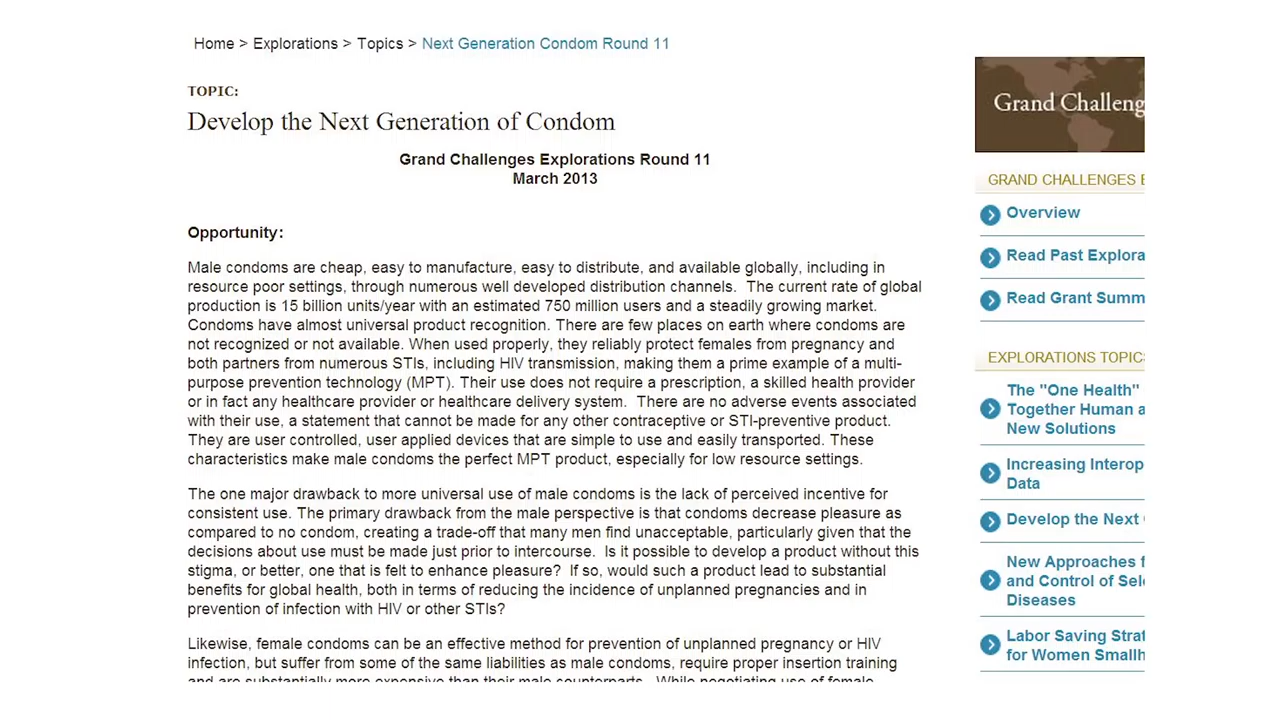 Home > Explorations > Topics > Next Generation Condom Round 11
TOPIC:
Develop the Next Generation of Condom
Grand Challenges Explorations Round 11
March 2013
Opportunity:
Male condoms are cheap, easy to manufacture, easy to distribute, and available globally, including in
resource poor settings, through numerous well developed distribution channels.  The current rate of global
production is 15 billion units/year with an estimated 750 million users and a steadily growing market.
Condoms have almost universal product recognition. There are few places on earth where condoms are
not recognized or not available. When used properly, they reliably protect females from pregnancy and
both partners from numerous STIs, including HIV transmission, making them a prime example of a multi-
purpose prevention technology (MPT). Their use does not require a prescription, a skilled health provider
or in fact any healthcare provider or healthcare delivery system.  There are no adverse events associated
with their use, a statement that cannot be made for any other contraceptive or STI-preventive product.
They are user controlled, user applied devices that are simple to use and easily transported. These
characteristics make male condoms the perfect MPT product, especially for low resource settings.
The one major drawback to more universal use of male condoms is the lack of perceived incentive for
consistent use. The primary drawback from the male perspective is that condoms decrease pleasure as
compared to no condom, creating a trade-off that many men find unacceptable, particularly given that the
decisions about use must be made just prior to intercourse.  Is it possible to develop a product without this
stigma, or better, one that is felt to enhance pleasure?  If so, would such a product lead to substantial
benefits for global health, both in terms of reducing the incidence of unplanned pregnancies and in
prevention of infection with HIV or other STIs?
Likewise, female condoms can be an effective method for prevention of unplanned pregnancy or HIV
infection, but suffer from some of the same liabilities as male condoms, require proper insertion training
and are substantially more expensive than their male counterparts.  While negotiating use of female
Grand Challeng
GRAND CHALLENGES E
Overview
Read Past Explora
Read Grant Summ
EXPLORATIONS TOPICS
The "One Health"
Together Human a
New Solutions
Increasing Interop
Data
Develop the Next
New Approaches f
and Control of Sele
Diseases
Labor Saving Strat
for Women Smallh